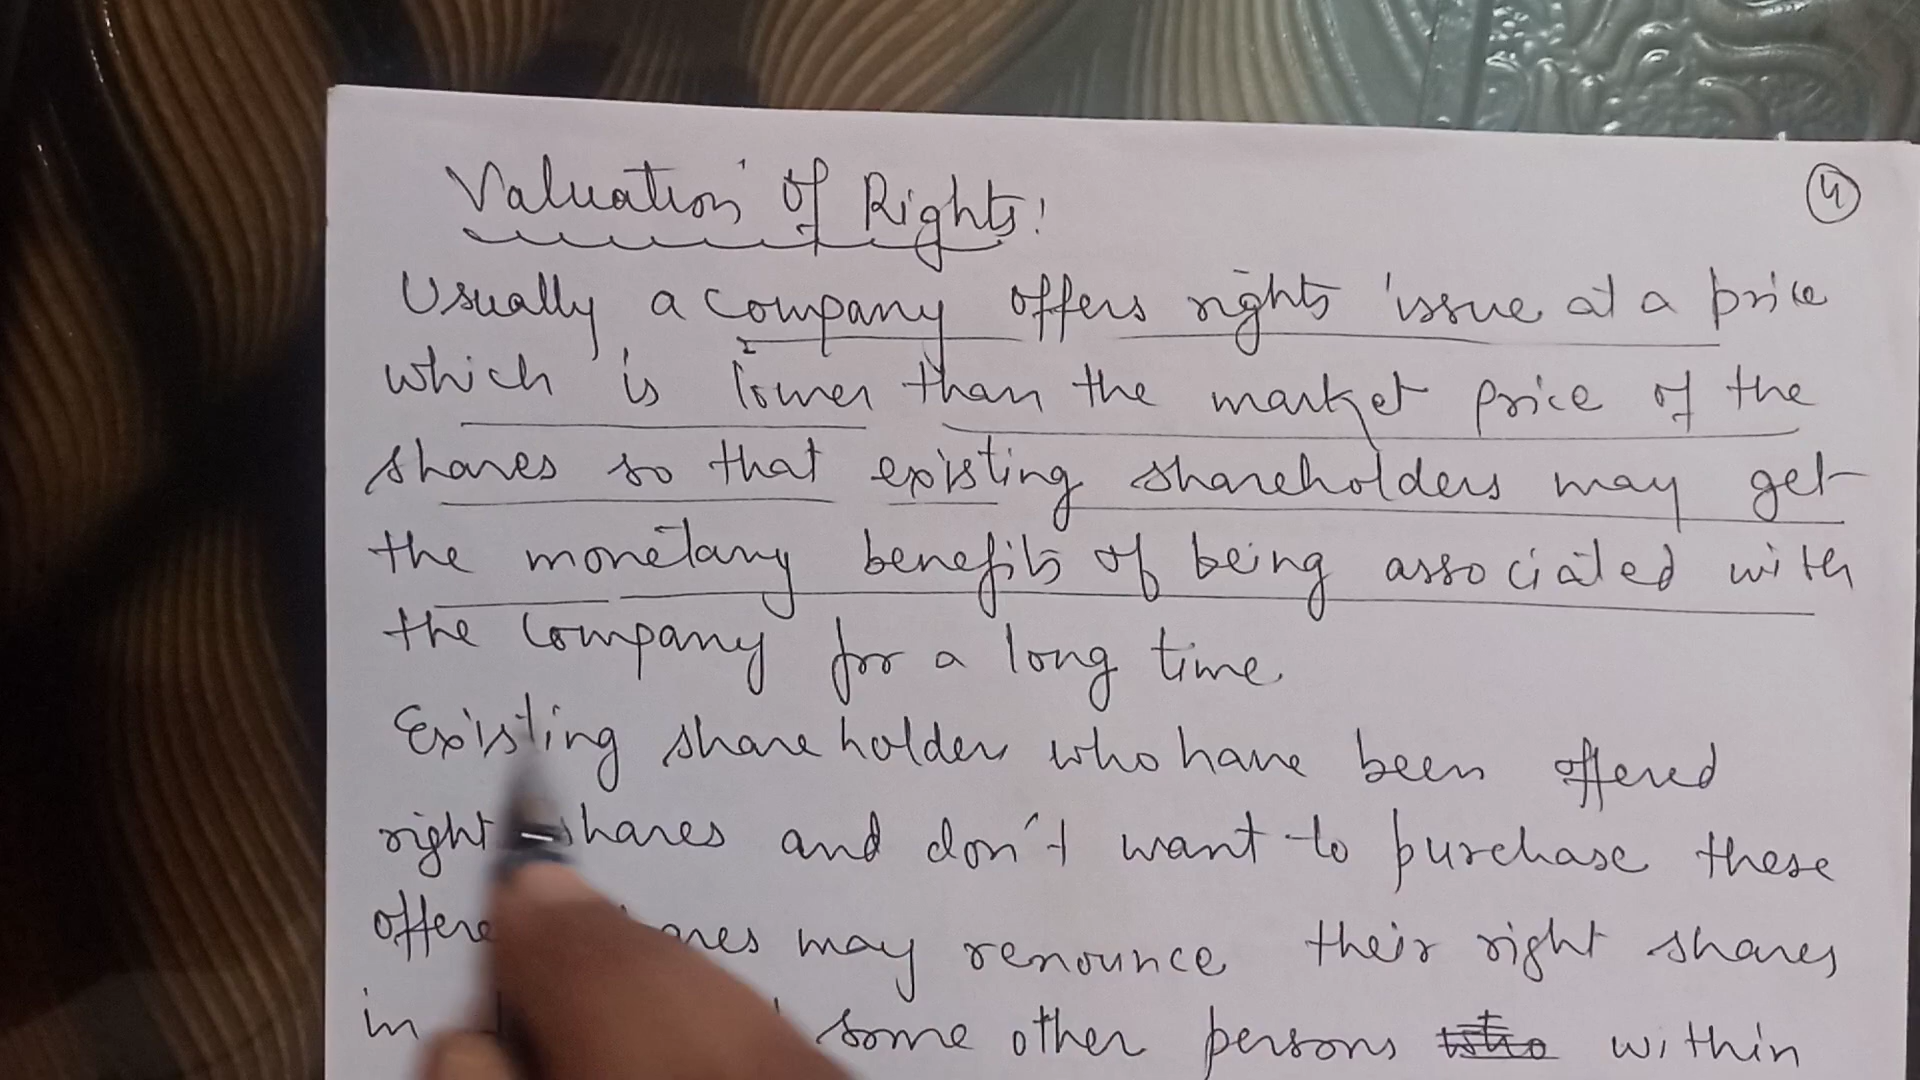 Valuation of Rights:
4
Usually a company offers rights issue at a price
which is lower than the market price of the
shares so that existing shareholders may get
the monetary benefits of being associated with
the company for a long time.
Existing shareholder who have been offered
right shares and don't want to purchase these
may renounce their right shares
in some other persons within